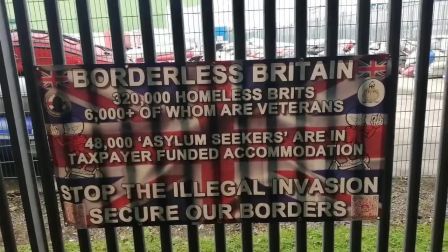 BORDERLESS BRITAIN
320,000 HOMELESS BRITS
6,000+ OF WHOM ARE VETERANS
48,000 'ASYLUM SEEKERS' ARE IN
TAXPAYER FUNDED ACCOMMODATION
STOP THE ILLEGAL INVASION
SECURE OUR BORDERS